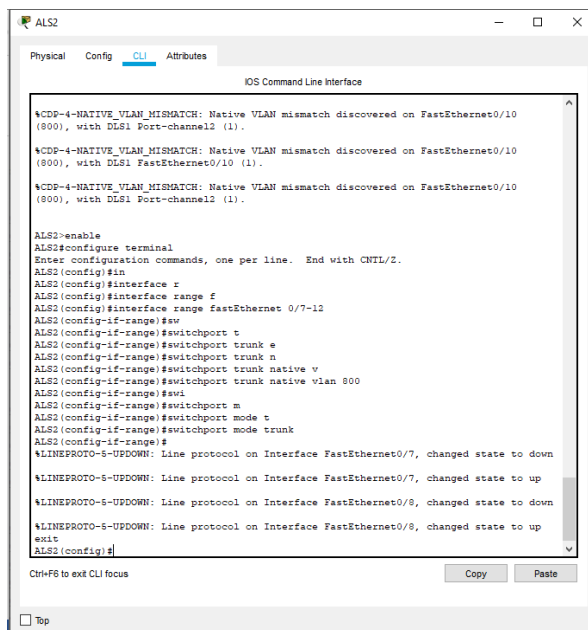 ALS2
Physical Config CLI Attributes
IOS Command Line Interface
%CDP-4-NATIVE_VLAN_MISMATCH: Native VLAN mismatch discovered on FastEthernet0/10
(800), with DLS1 Port-channel2 (1).
%CDP-4-NATIVE_VLAN_MISMATCH: Native VLAN mismatch discovered on FastEthernet0/10
(800), with DLS1 FastEthernet0/10 (1).
%CDP-4-NATIVE_VLAN_MISMATCH: Native VLAN mismatch discovered on FastEthernet0/10
(800), with DLS1 Port-channel2 (1).
ALS2>enable
ALS2#configure terminal
Enter configuration commands, one per line.  End with CNTL/Z.
ALS2(config)#in
ALS2(config)#interface r
ALS2(config)#interface range f
ALS2(config)#interface range fastEthernet 0/7-12
ALS2(config-if-range)#sw
ALS2(config-if-range)#switchport t
ALS2(config-if-range)#switchport trunk e
ALS2(config-if-range)#switchport trunk n
ALS2(config-if-range)#switchport trunk native v
ALS2(config-if-range)#switchport trunk native vlan 800
ALS2(config-if-range)#swi
ALS2(config-if-range)#switchport m
ALS2(config-if-range)#switchport mode t
ALS2(config-if-range)#switchport mode trunk
ALS2(config-if-range)#
%LINEPROTO-5-UPDOWN: Line protocol on Interface FastEthernet0/7, changed state to down
%LINEPROTO-5-UPDOWN: Line protocol on Interface FastEthernet0/7, changed state to up
%LINEPROTO-5-UPDOWN: Line protocol on Interface FastEthernet0/8, changed state to down
%LINEPROTO-5-UPDOWN: Line protocol on Interface FastEthernet0/8, changed state to up
exit
ALS2(config)#
Ctrl+F6 to exit CLI focus
Copy Paste
Top